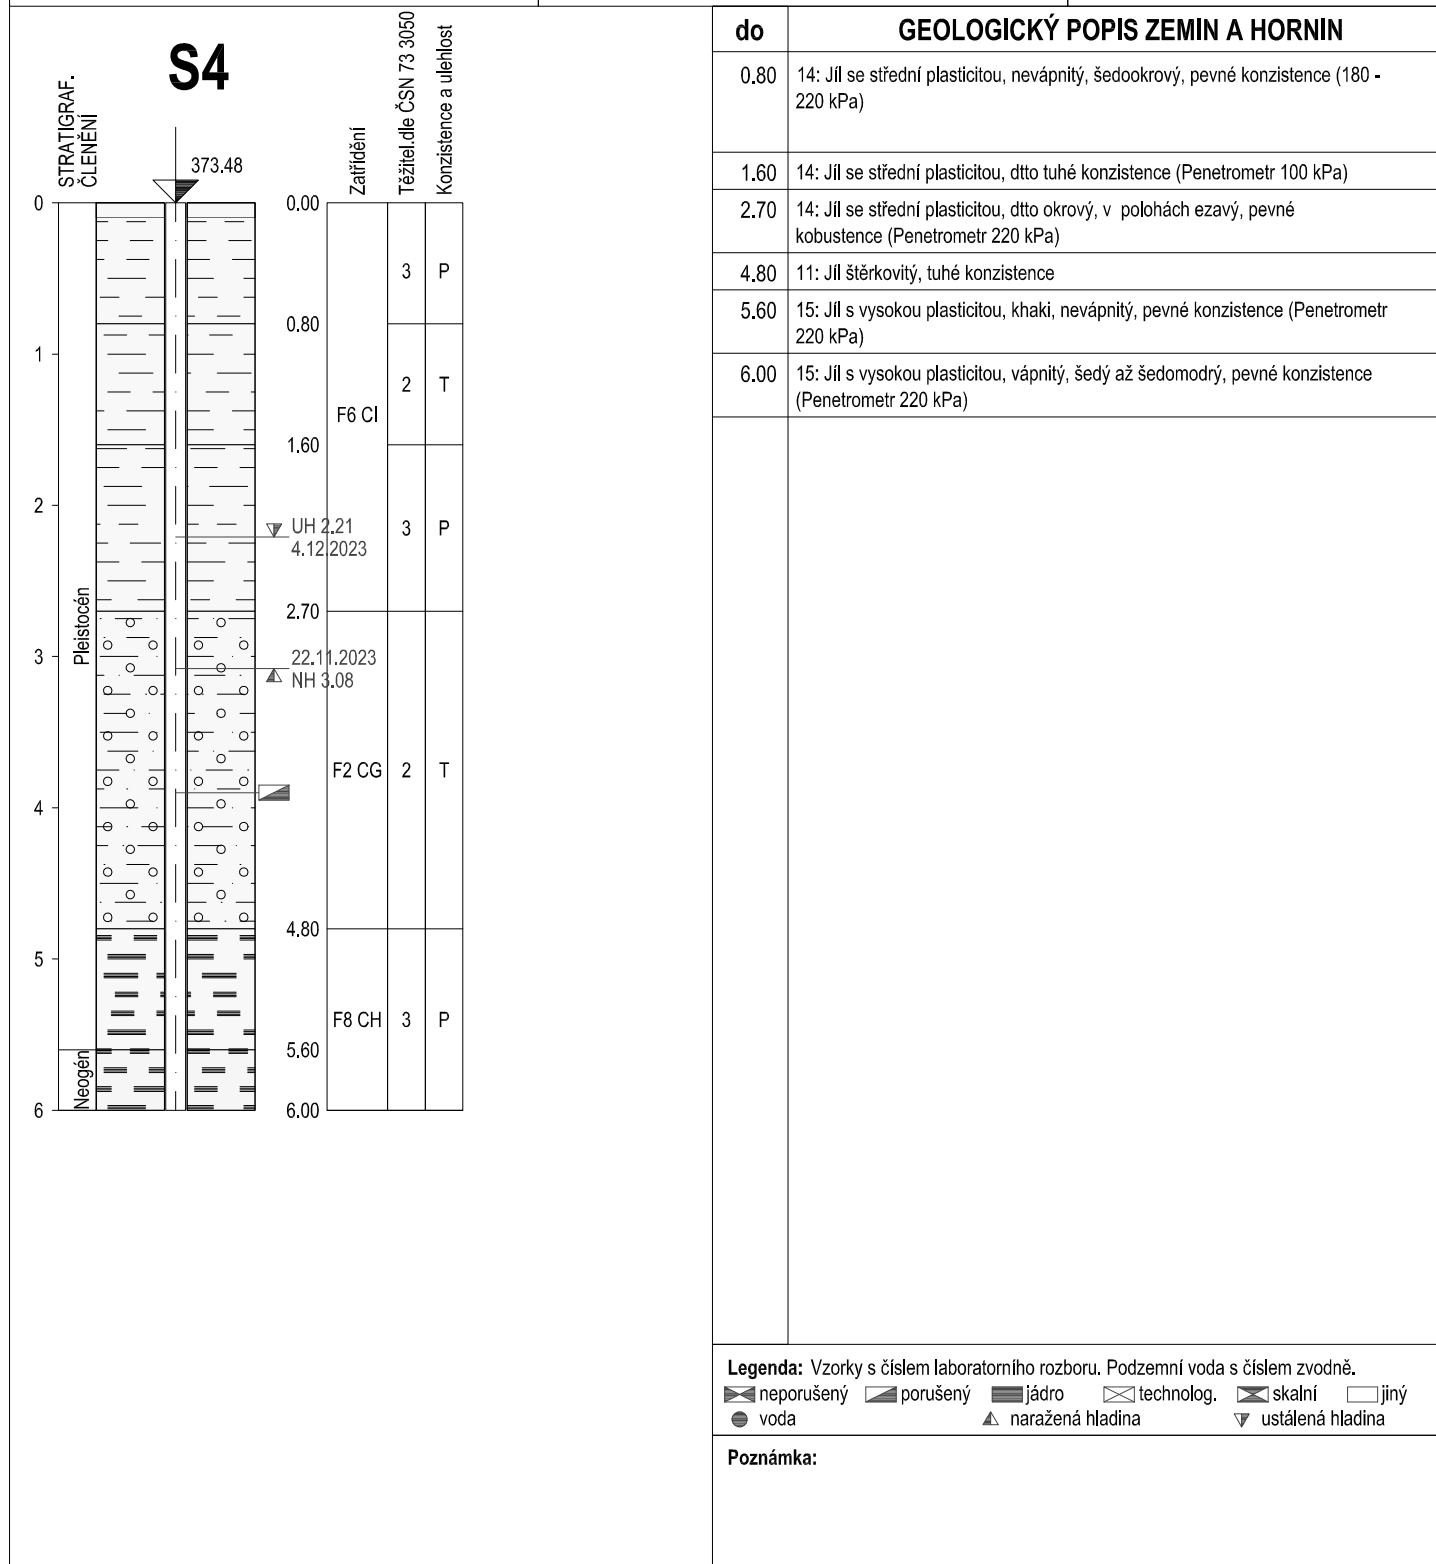 S4
STRATIGRAF.
ČLENĚNÍ
373.48
Zatřídění
Těžitel.dle ČSN 73 3050
Konzistence a ulehlost
0
0.00
3 P
0.80
1
2 T
F6 CI
1.60
2
UH 2.21
4.12.2023
3 P
Pleistocén
2.70
3
22.11.2023
NH 3.08
F2 CG 2 T
4
4.80
5
F8 CH 3 P
5.60
Neogén
6
6.00
do GEOLOGICKÝ POPIS ZEMIN A HORNIN
0.80 14: Jíl se střední plasticitou, nevápnitý, šedookrový, pevné konzistence (180 -
220 kPa)
1.60 14: Jíl se střední plasticitou, dtto tuhé konzistence (Penetrometr 100 kPa)
2.70 14: Jíl se střední plasticitou, dtto okrový, v polohách ezavý, pevné
kobustence (Penetrometr 220 kPa)
4.80 11: Jíl štěrkovitý, tuhé konzistence
5.60 15: Jíl s vysokou plasticitou, khaki, nevápnitý, pevné konzistence (Penetrometr
220 kPa)
6.00 15: Jíl s vysokou plasticitou, vápnitý, šedý až šedomodrý, pevné konzistence
(Penetrometr 220 kPa)
Legenda: Vzorky s číslem laboratorního rozboru. Podzemní voda s číslem zvodně.
neporušený porušený jádro technolog. skalní jiný
voda naražená hladina ustálená hladina
Poznámka: